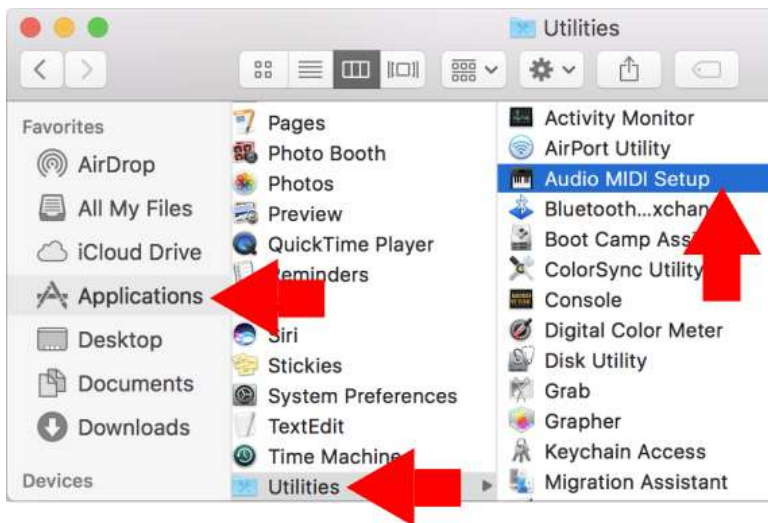 Utilities
Favorites
AirDrop
All My Files
iCloud Drive
Applications
Desktop
Documents
Downloads
Devices
Pages
Photo Booth
Photos
Preview
QuickTime Player
Reminders
Siri
Stickies
System Preferences
TextEdit
Time Machine
Utilities
Activity Monitor
AirPort Utility
Audio MIDI Setup
Bluetooth…xchan
Boot Camp Ass
ColorSync Utility
Console
Digital Color Meter
Disk Utility
Grab
Grapher
Keychain Access
Migration Assistant